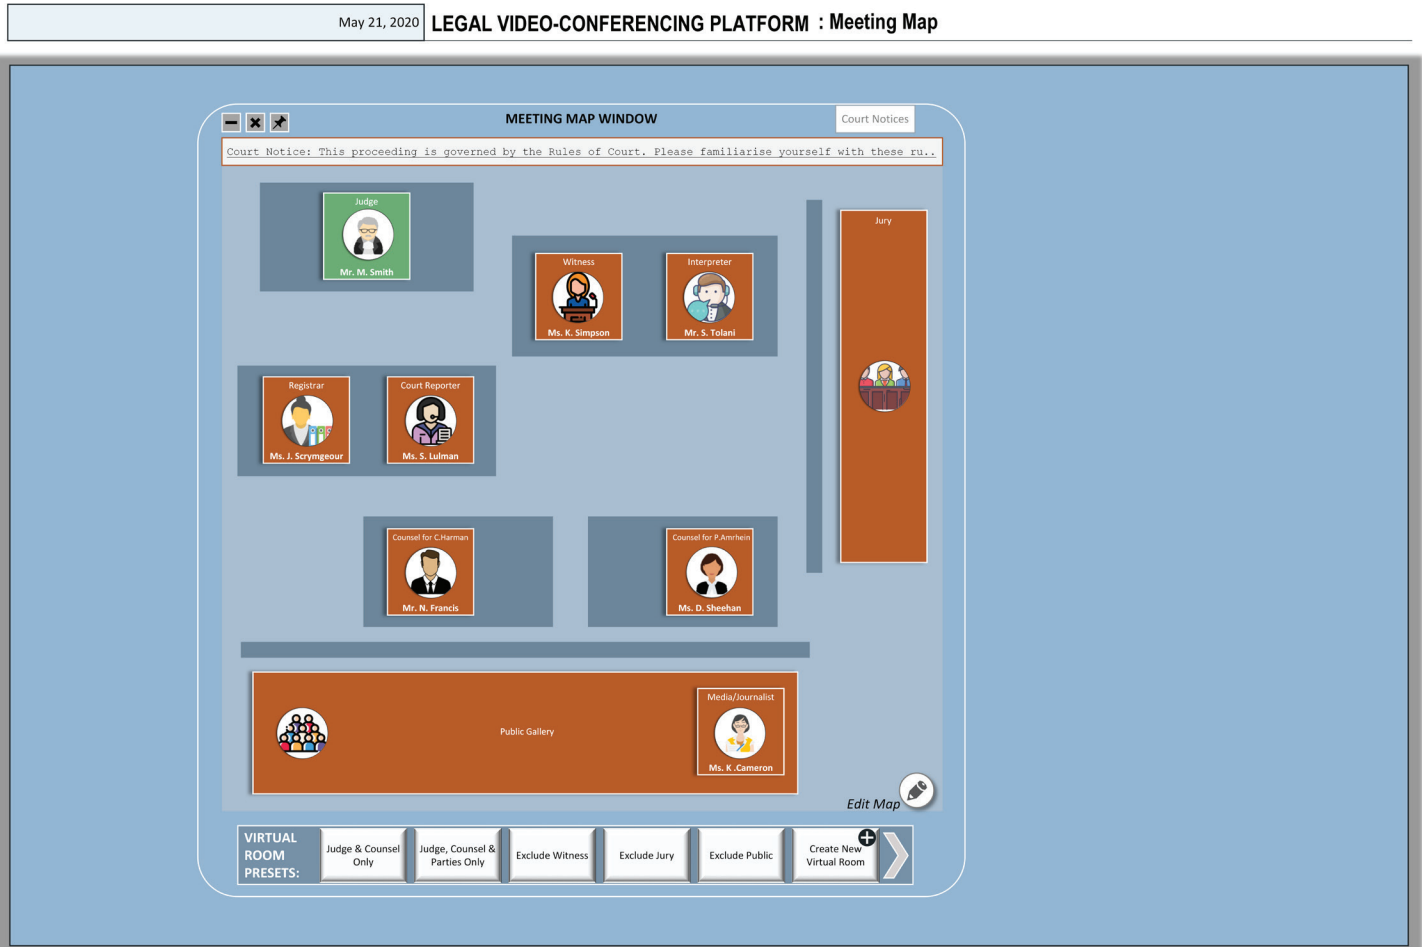 May 21, 2020
LEGAL VIDEO-CONFERENCING PLATFORM : Meeting Map
MEETING MAP WINDOW
Court Notices
Court Notice: This proceeding is governed by the Rules of Court. Please familiarise yourself with these ru..
Judge
Mr. M. Smith
Witness
Ms. K. Simpson
Interpreter
Mr. S. Tolani
Jury
Registrar
Ms. J. Scrymgeour
Court Reporter
Ms. S. Lulman
Counsel for C.Harman
Mr. N. Francis
Counsel for P.Amrhein
Ms. D. Sheehan
Public Gallery
Media/Journalist
Ms. K .Cameron
Edit Map
VIRTUAL
ROOM
PRESETS:
Judge & Counsel
Only
Judge, Counsel &
Parties Only
Exclude Witness
Exclude Jury
Exclude Public
Create New
Virtual Room